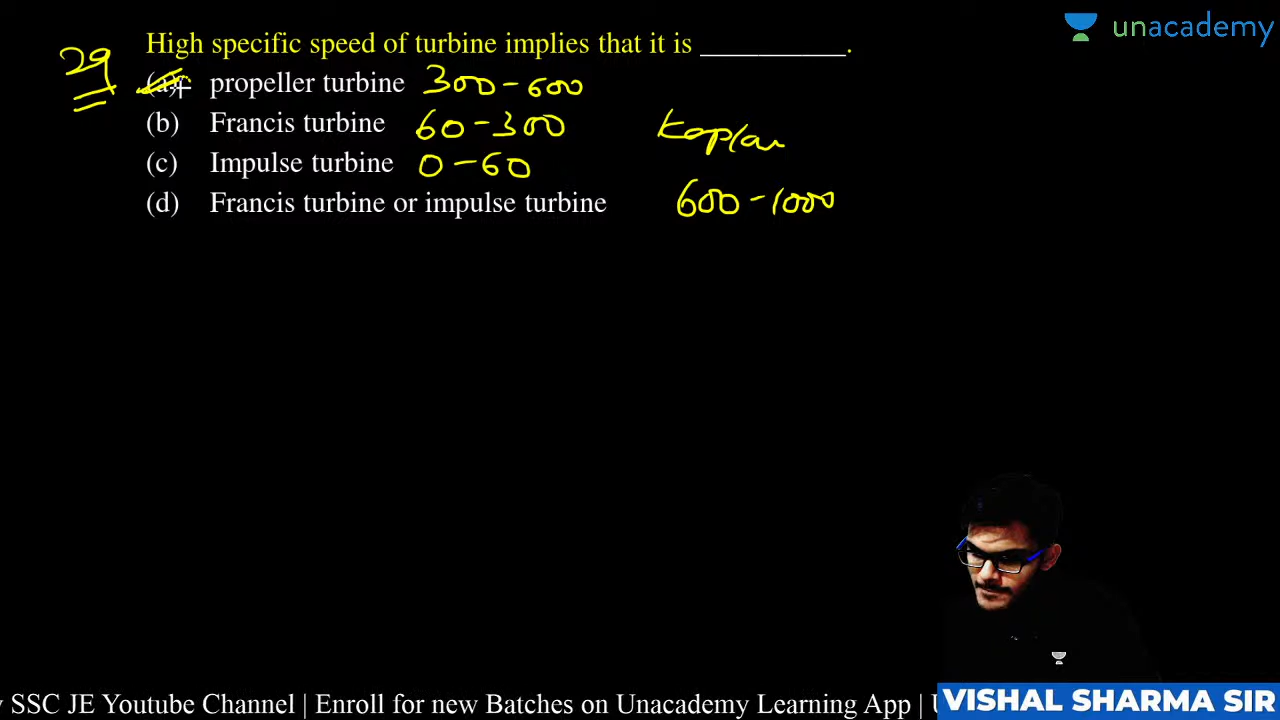 unacademy
29
High specific speed of turbine implies that it is ___________.
(a) propeller turbine 300-600
(b) Francis turbine 60-300
Kaplan
(c) Impulse turbine 0-60
(d) Francis turbine or impulse turbine
600-1000
SSC JE Youtube Channel | Enroll for new Batches on Unacademy Learning App |
VISHAL SHARMA SIR